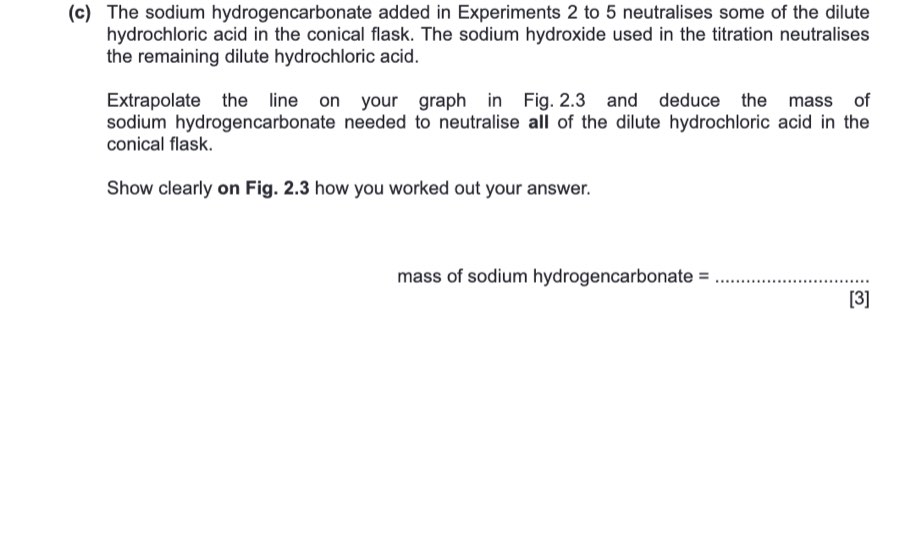 (c) The sodium hydrogencarbonate added in Experiments 2 to 5 neutralises some of the dilute
hydrochloric acid in the conical flask. The sodium hydroxide used in the titration neutralises
the remaining dilute hydrochloric acid.
Extrapolate the line on your graph in Fig. 2.3 and deduce the mass of
sodium hydrogencarbonate needed to neutralise all of the dilute hydrochloric acid in the
conical flask.
Show clearly on Fig. 2.3 how you worked out your answer.
mass of sodium hydrogencarbonate = ..............................
[3]